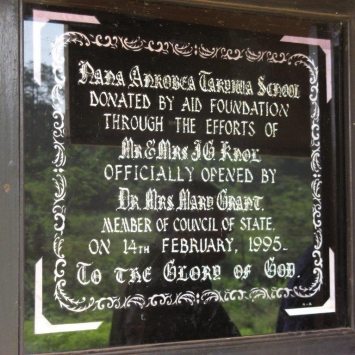 Nana Ankobea Takyiwa School
DONATED BY AID FOUNDATION
THROUGH THE EFFORTS OF
Mr & Mrs J G Knol
OFFICIALLY OPENED BY
Dr. Mrs. Mary Grant,
MEMBER OF COUNCIL OF STATE,
ON 14TH FEBRUARY, 1995.
To the Glory of God.